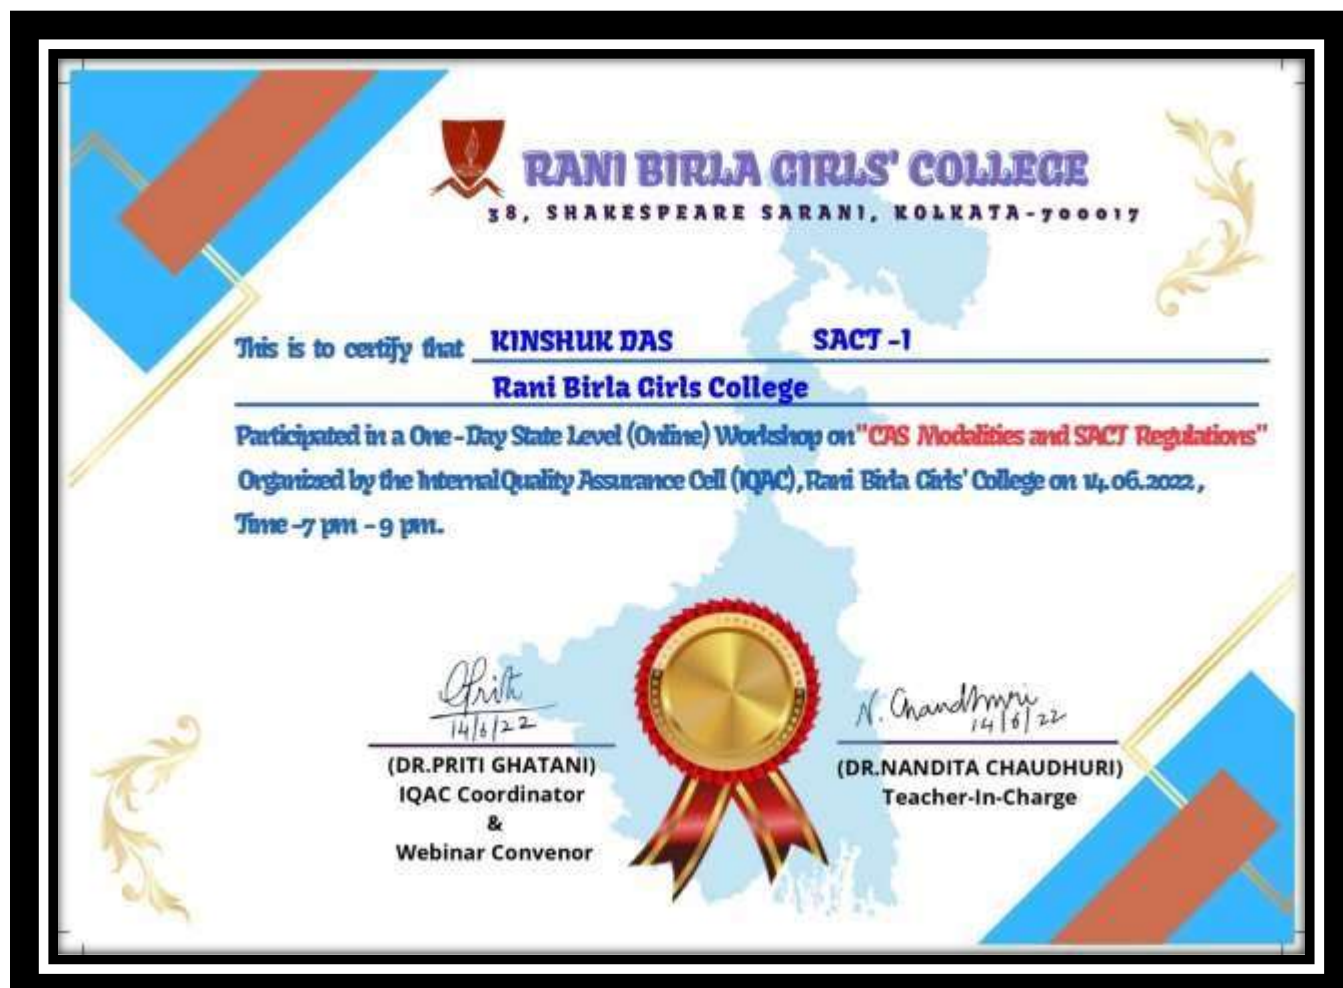 RANI BIRLA GIRLS' COLLEGE
38, SHAKESPEARE SARANI, KOLKATA-700017
This is to certify that KINSHUK DAS SACT -1
Rani Birla Girls College
Participated in a One-Day State Level (Online) Workshop on "CAS Modalities and SACT Regulations"
Organized by the Internal Quality Assurance Cell (IQAC), Rani Birla Girls' College on 14.06.2022,
Time -7 pm - 9 pm.
Priti
14/6/22
N. Chaudhuri
14/6/22
(DR.PRITI GHATANI)
IQAC Coordinator
&
Webinar Convenor
(DR.NANDITA CHAUDHURI)
Teacher-In-Charge